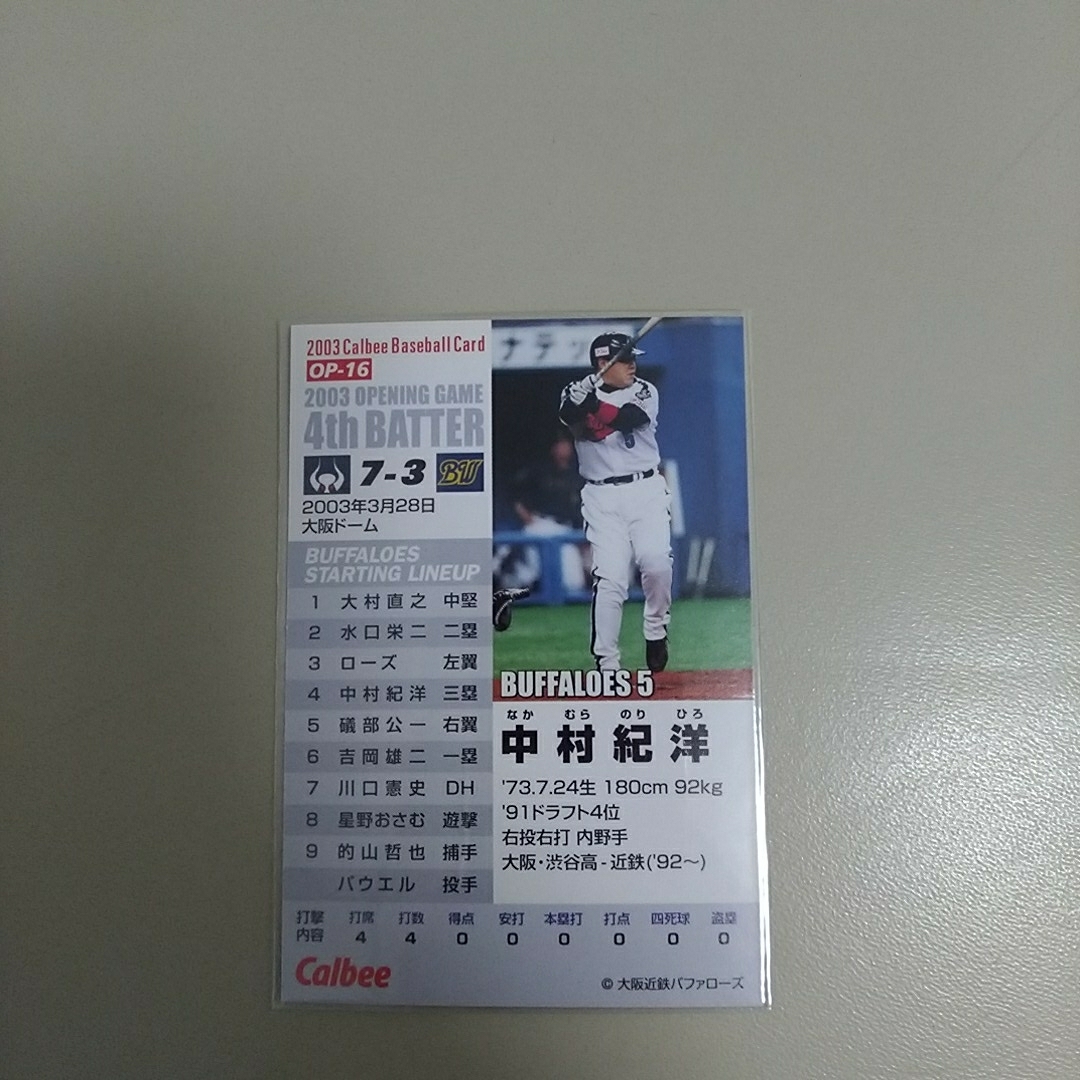 2003 Calbee Baseball Card
OP-16
2003 OPENING GAME
4th BATTER
7-3 BW
2003年3月28日
大阪ドーム
BUFFALOES
STARTING LINEUP
1 大村直之 中堅
2 水口栄二 二塁
3 ローズ 左翼
4 中村紀洋 三塁
5 礒部公一 右翼
6 吉岡雄二 一塁
7 川口憲史 DH
8 星野おさむ 遊撃
9 的山哲也 捕手
パウエル 投手
ナテッ
5
BUFFALOES 5
なか むら のり ひろ
中村紀洋
'73.7.24生 180cm 92kg
'91ドラフト4位
右投右打 内野手
大阪・渋谷高-近鉄('92〜)
打撃内容 打席 打数 得点 安打 本塁打 打点 四死球 盗塁
4 4 0 0 0 0 0 0
Calbee
© 大阪近鉄バファローズ